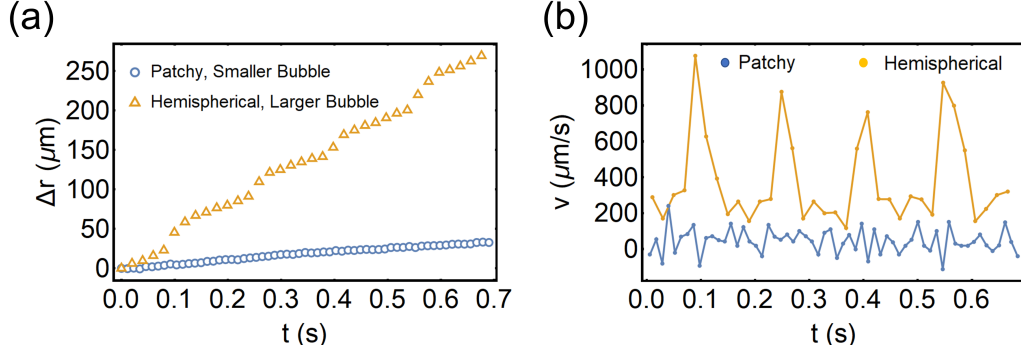 (a)
250
200
150
100
50
0
Δr (μm)
Patchy, Smaller Bubble
Hemispherical, Larger Bubble
0.0 0.1 0.2 0.3 0.4 0.5 0.6 0.7
t (s)
(b)
1000
800
600
400
200
0
v (μm/s)
Patchy Hemispherical
0.0 0.1 0.2 0.3 0.4 0.5 0.6
t (s)